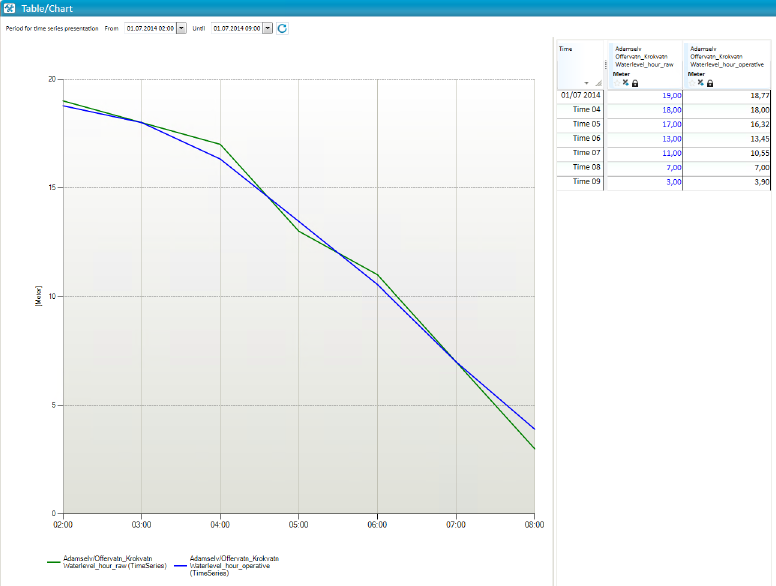 Table/Chart
Period for time series presentation From 01.07.2014 02:00 Until 01.07.2014 09:00
20
15
10
5
0
[Meter]
02:00 03:00 04:00 05:00 06:00 07:00 08:00
Adamselv/Offervatn_Krokvatn
Waterlevel_hour_raw (TimeSeries)
Adamselv/Offervatn_Krokvatn
Waterlevel_hour_operative
(TimeSeries)
Time
Adamselv
Offervatn_Krokvatn
Waterlevel_hour_raw
Meter
Adamselv
Offervatn_Krokvatn
Waterlevel_hour_operative
Meter
01/07 2014 19,00 18,77
Time 04 18,00 18,00
Time 05 17,00 16,32
Time 06 13,00 13,45
Time 07 11,00 10,55
Time 08 7,00 7,00
Time 09 3,00 3,90